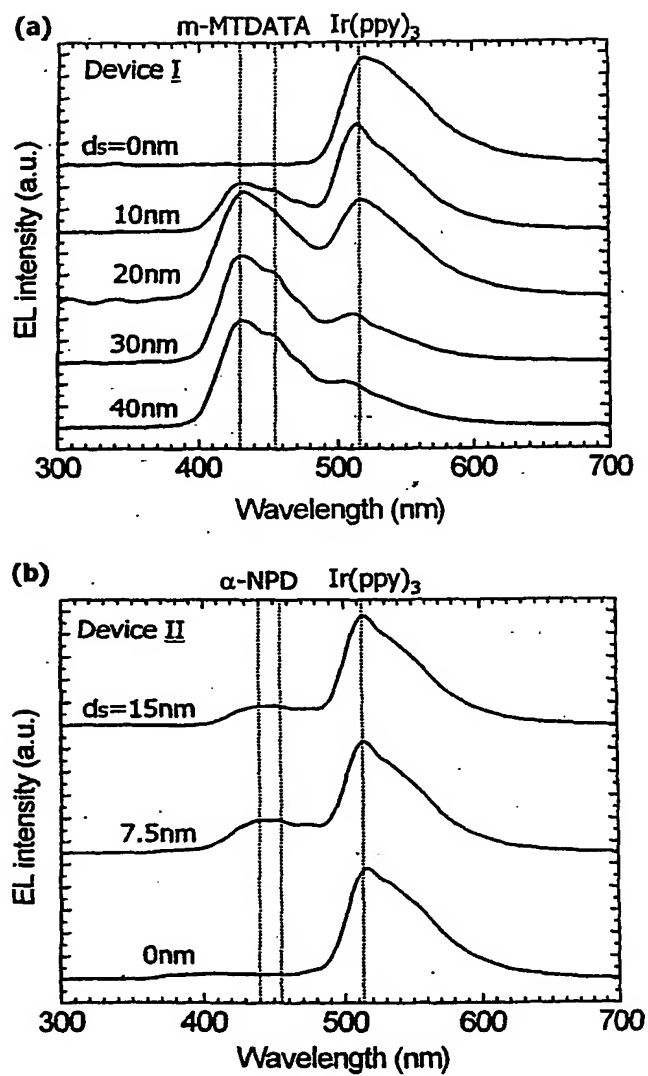 (a) m-MTDATA Ir(ppy)3
Device I
ds=0nm
10nm
20nm
30nm
40nm
EL intensity (a.u.)
300 400 500 600 700
Wavelength (nm)
(b) α-NPD Ir(ppy)3
Device II
ds=15nm
7.5nm
0nm
EL intensity (a.u.)
300 400 500 600 700
Wavelength (nm)